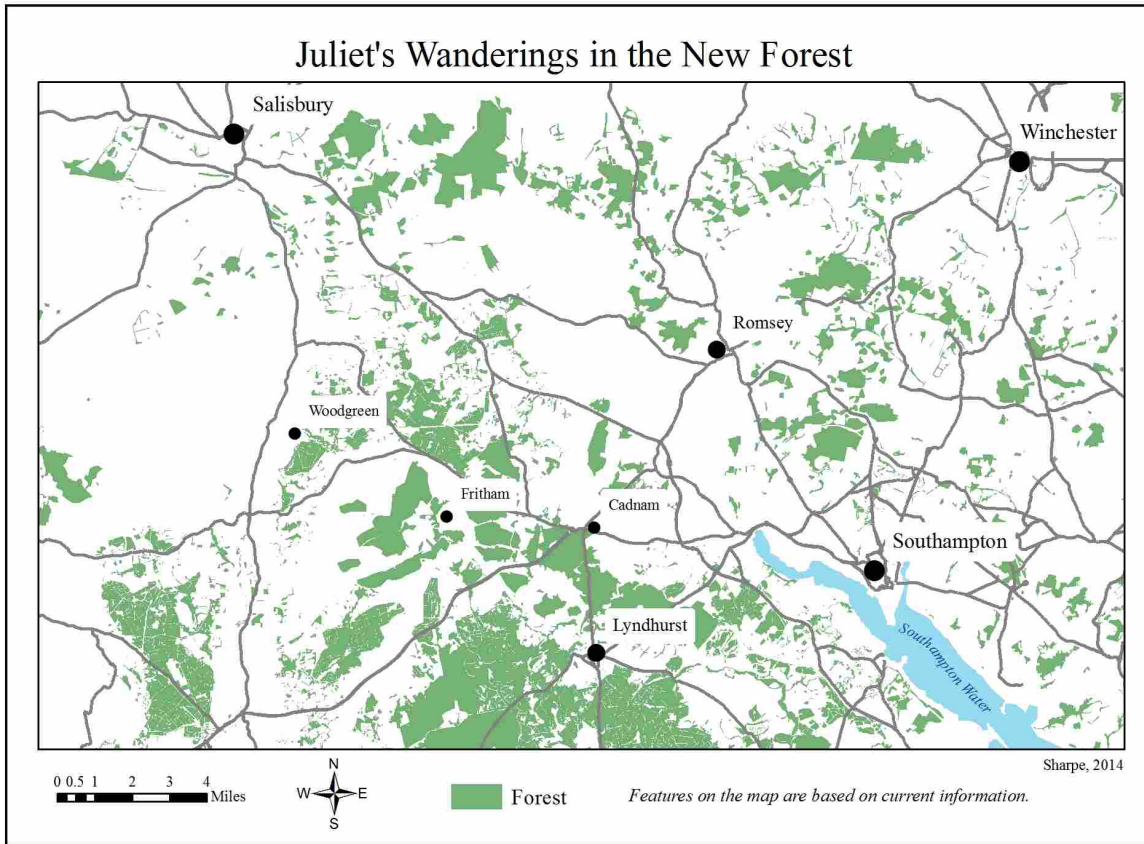 Juliet's Wanderings in the New Forest
Salisbury
Winchester
Romsey
Woodgreen
Fritham
Cadnam
Southampton
Lyndhurst
Southampton Water
Sharpe, 2014
0 0.5 1 2 3 4
Miles
N
W E
S
Forest
Features on the map are based on current information.